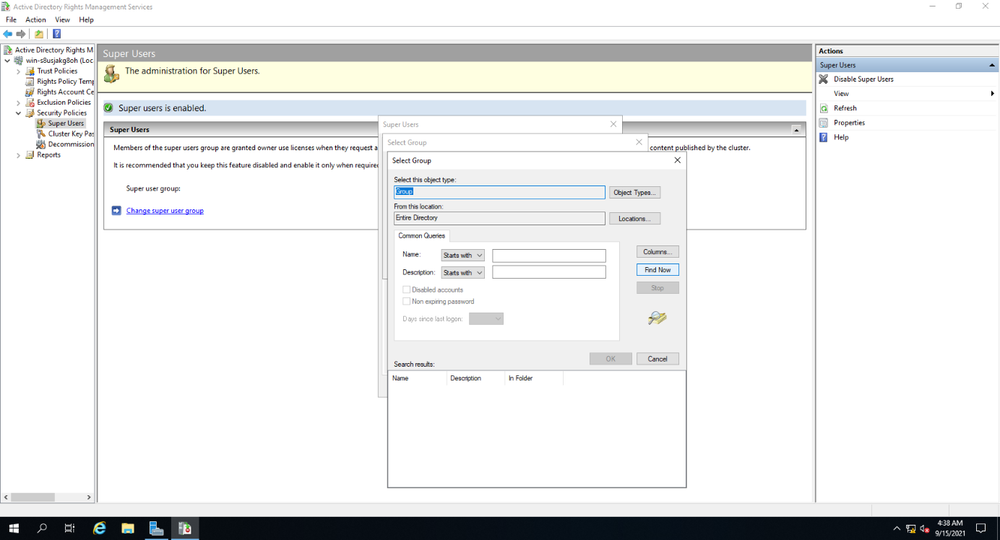 Active Directory Rights Management Services
File Action View Help
Active Directory Rights M
win-s8usjakg8oh (Loc
Trust Policies
Rights Policy Temp
Rights Account Ce
Exclusion Policies
Security Policies
Super Users
Cluster Key Pas
Decommission
Reports
Super Users
The administration for Super Users.
Super users is enabled.
Super Users
Members of the super users group are granted owner use licenses when they request a
content published by the cluster.
It is recommended that you keep this feature disabled and enable it only when require
Super user group:
Change super user group
Super Users
Select Group
Select Group
Select this object type:
Group
Object Types...
From this location:
Entire Directory
Locations...
Common Queries
Name: Starts with
Description: Starts with
Disabled accounts
Non expiring password
Days since last logon:
Columns...
Find Now
Stop
OK
Cancel
Search results:
Name Description In Folder
Actions
Super Users
Disable Super Users
View
Refresh
Properties
Help
4:38 AM
9/15/2021